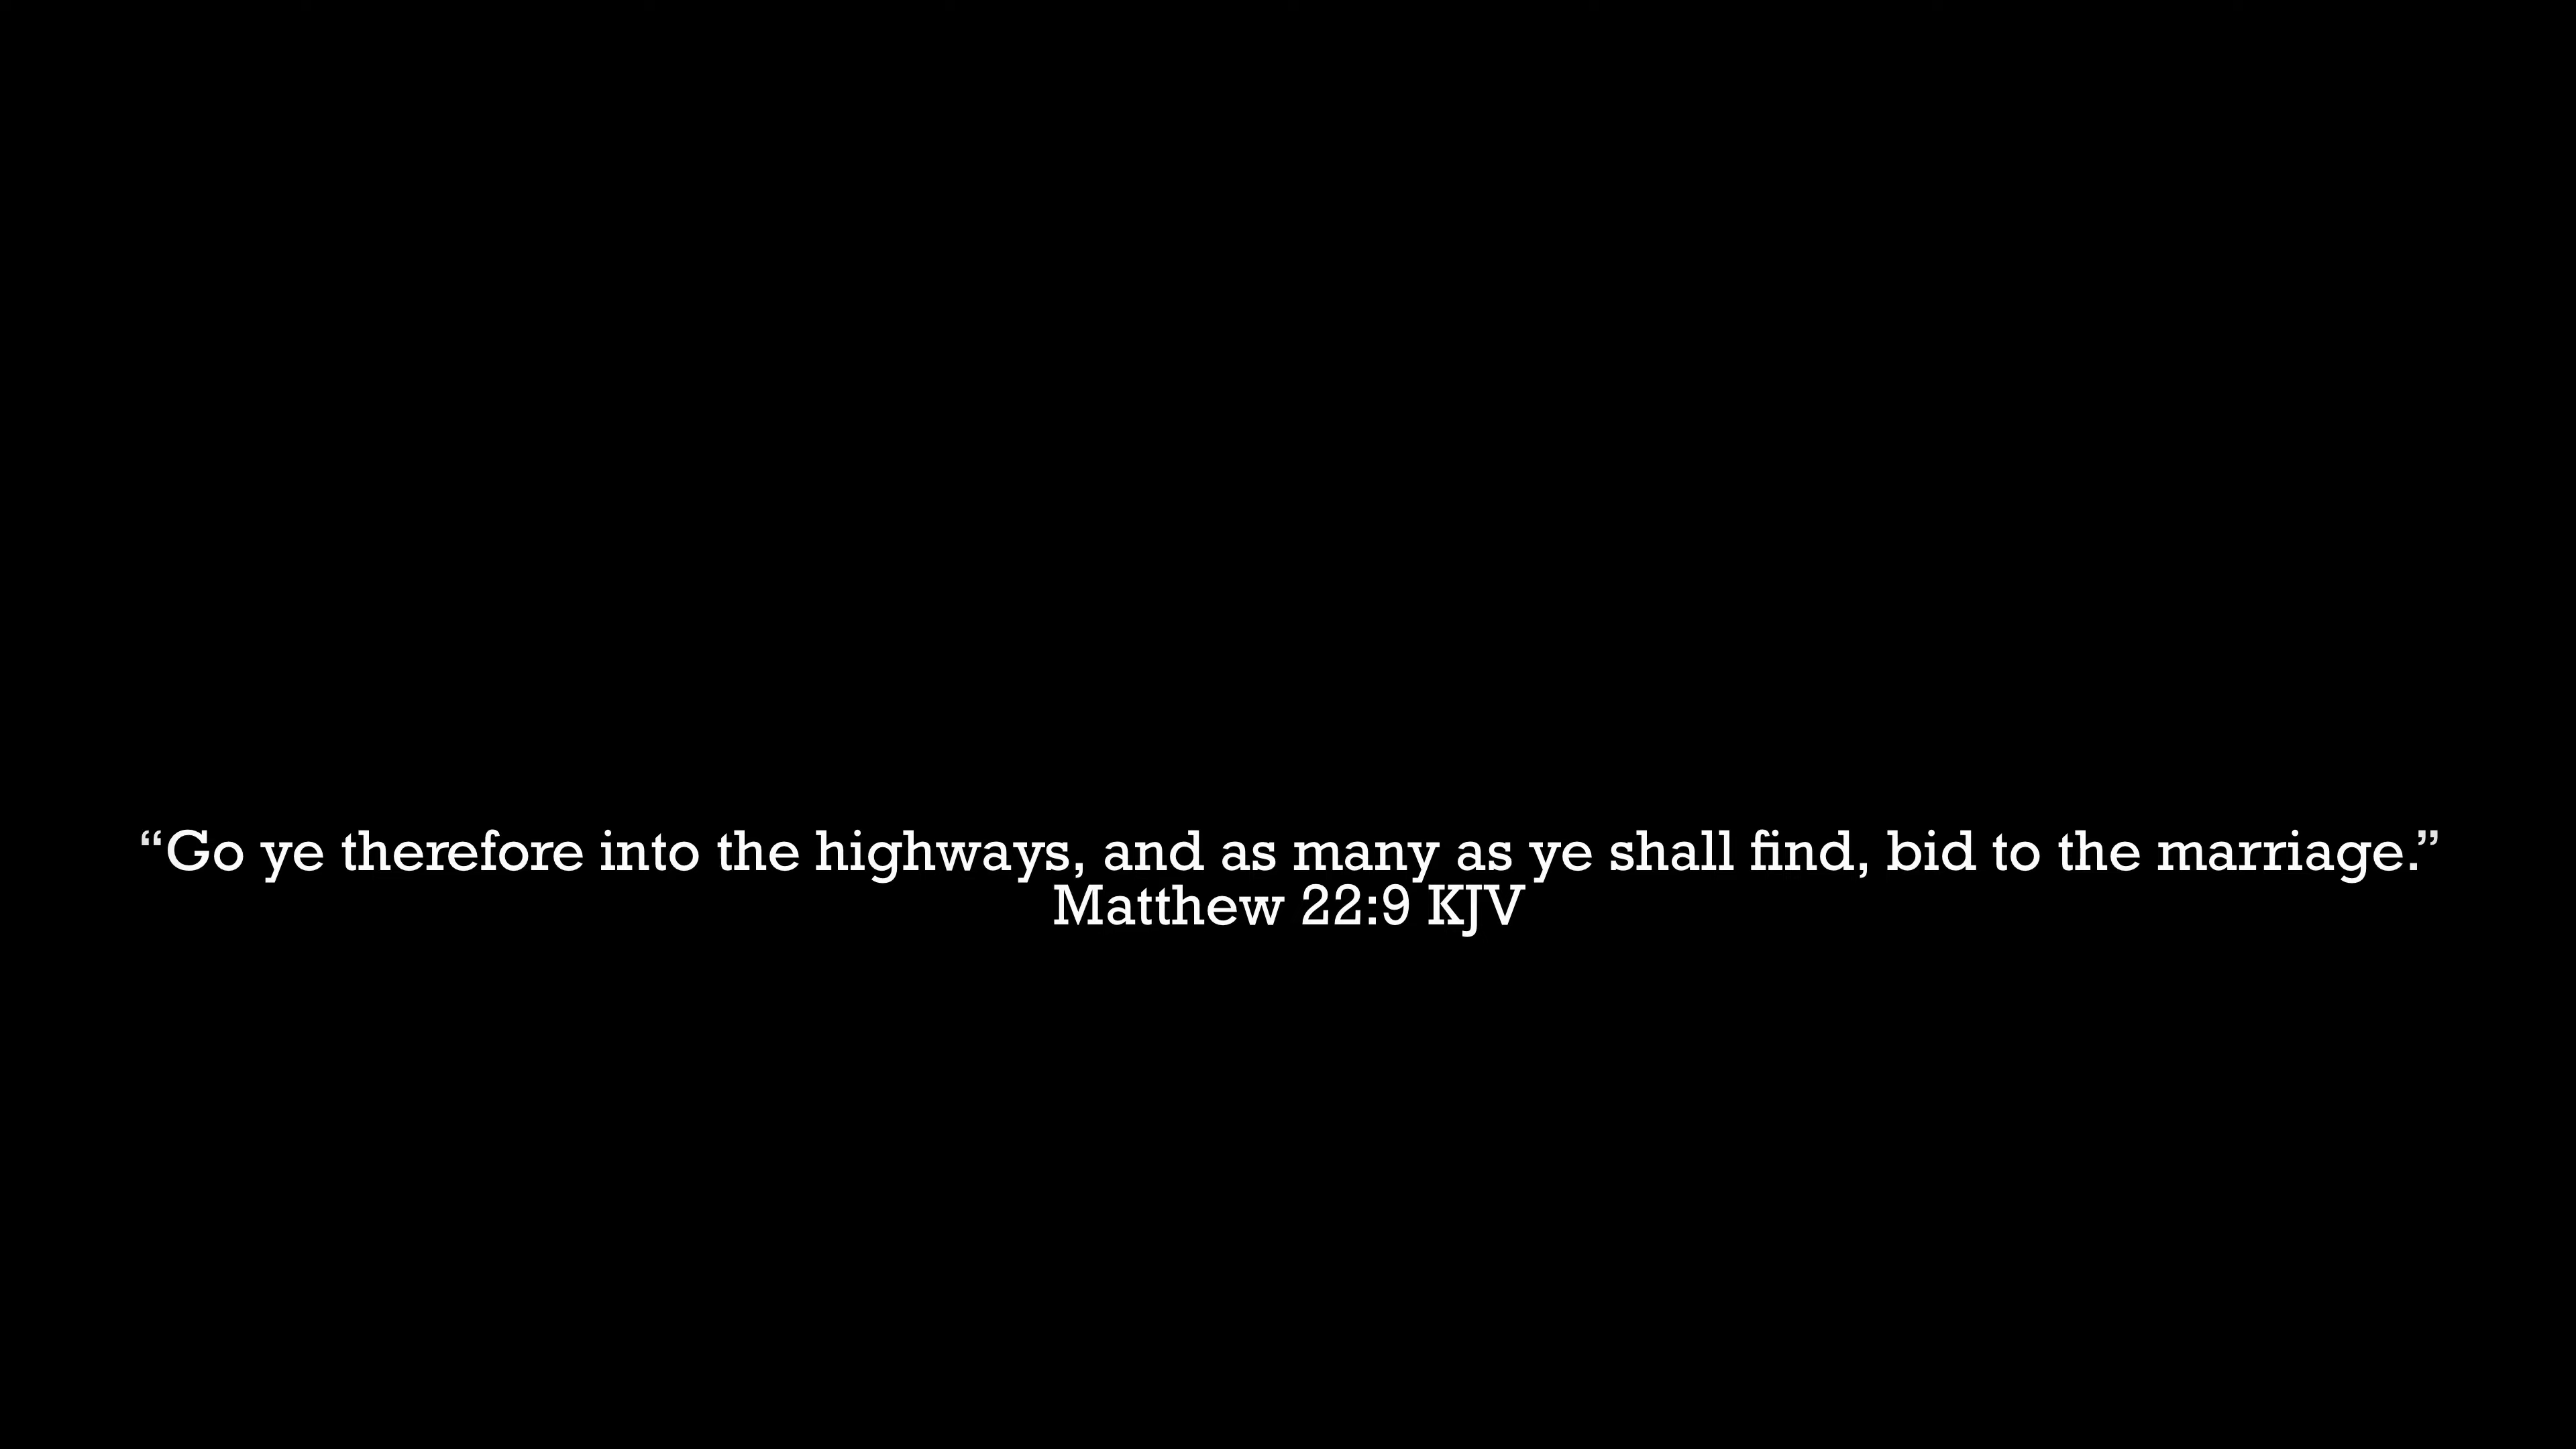 “Go ye therefore into the highways, and as many as ye shall find, bid to the marriage.”
Matthew 22:9 KJV